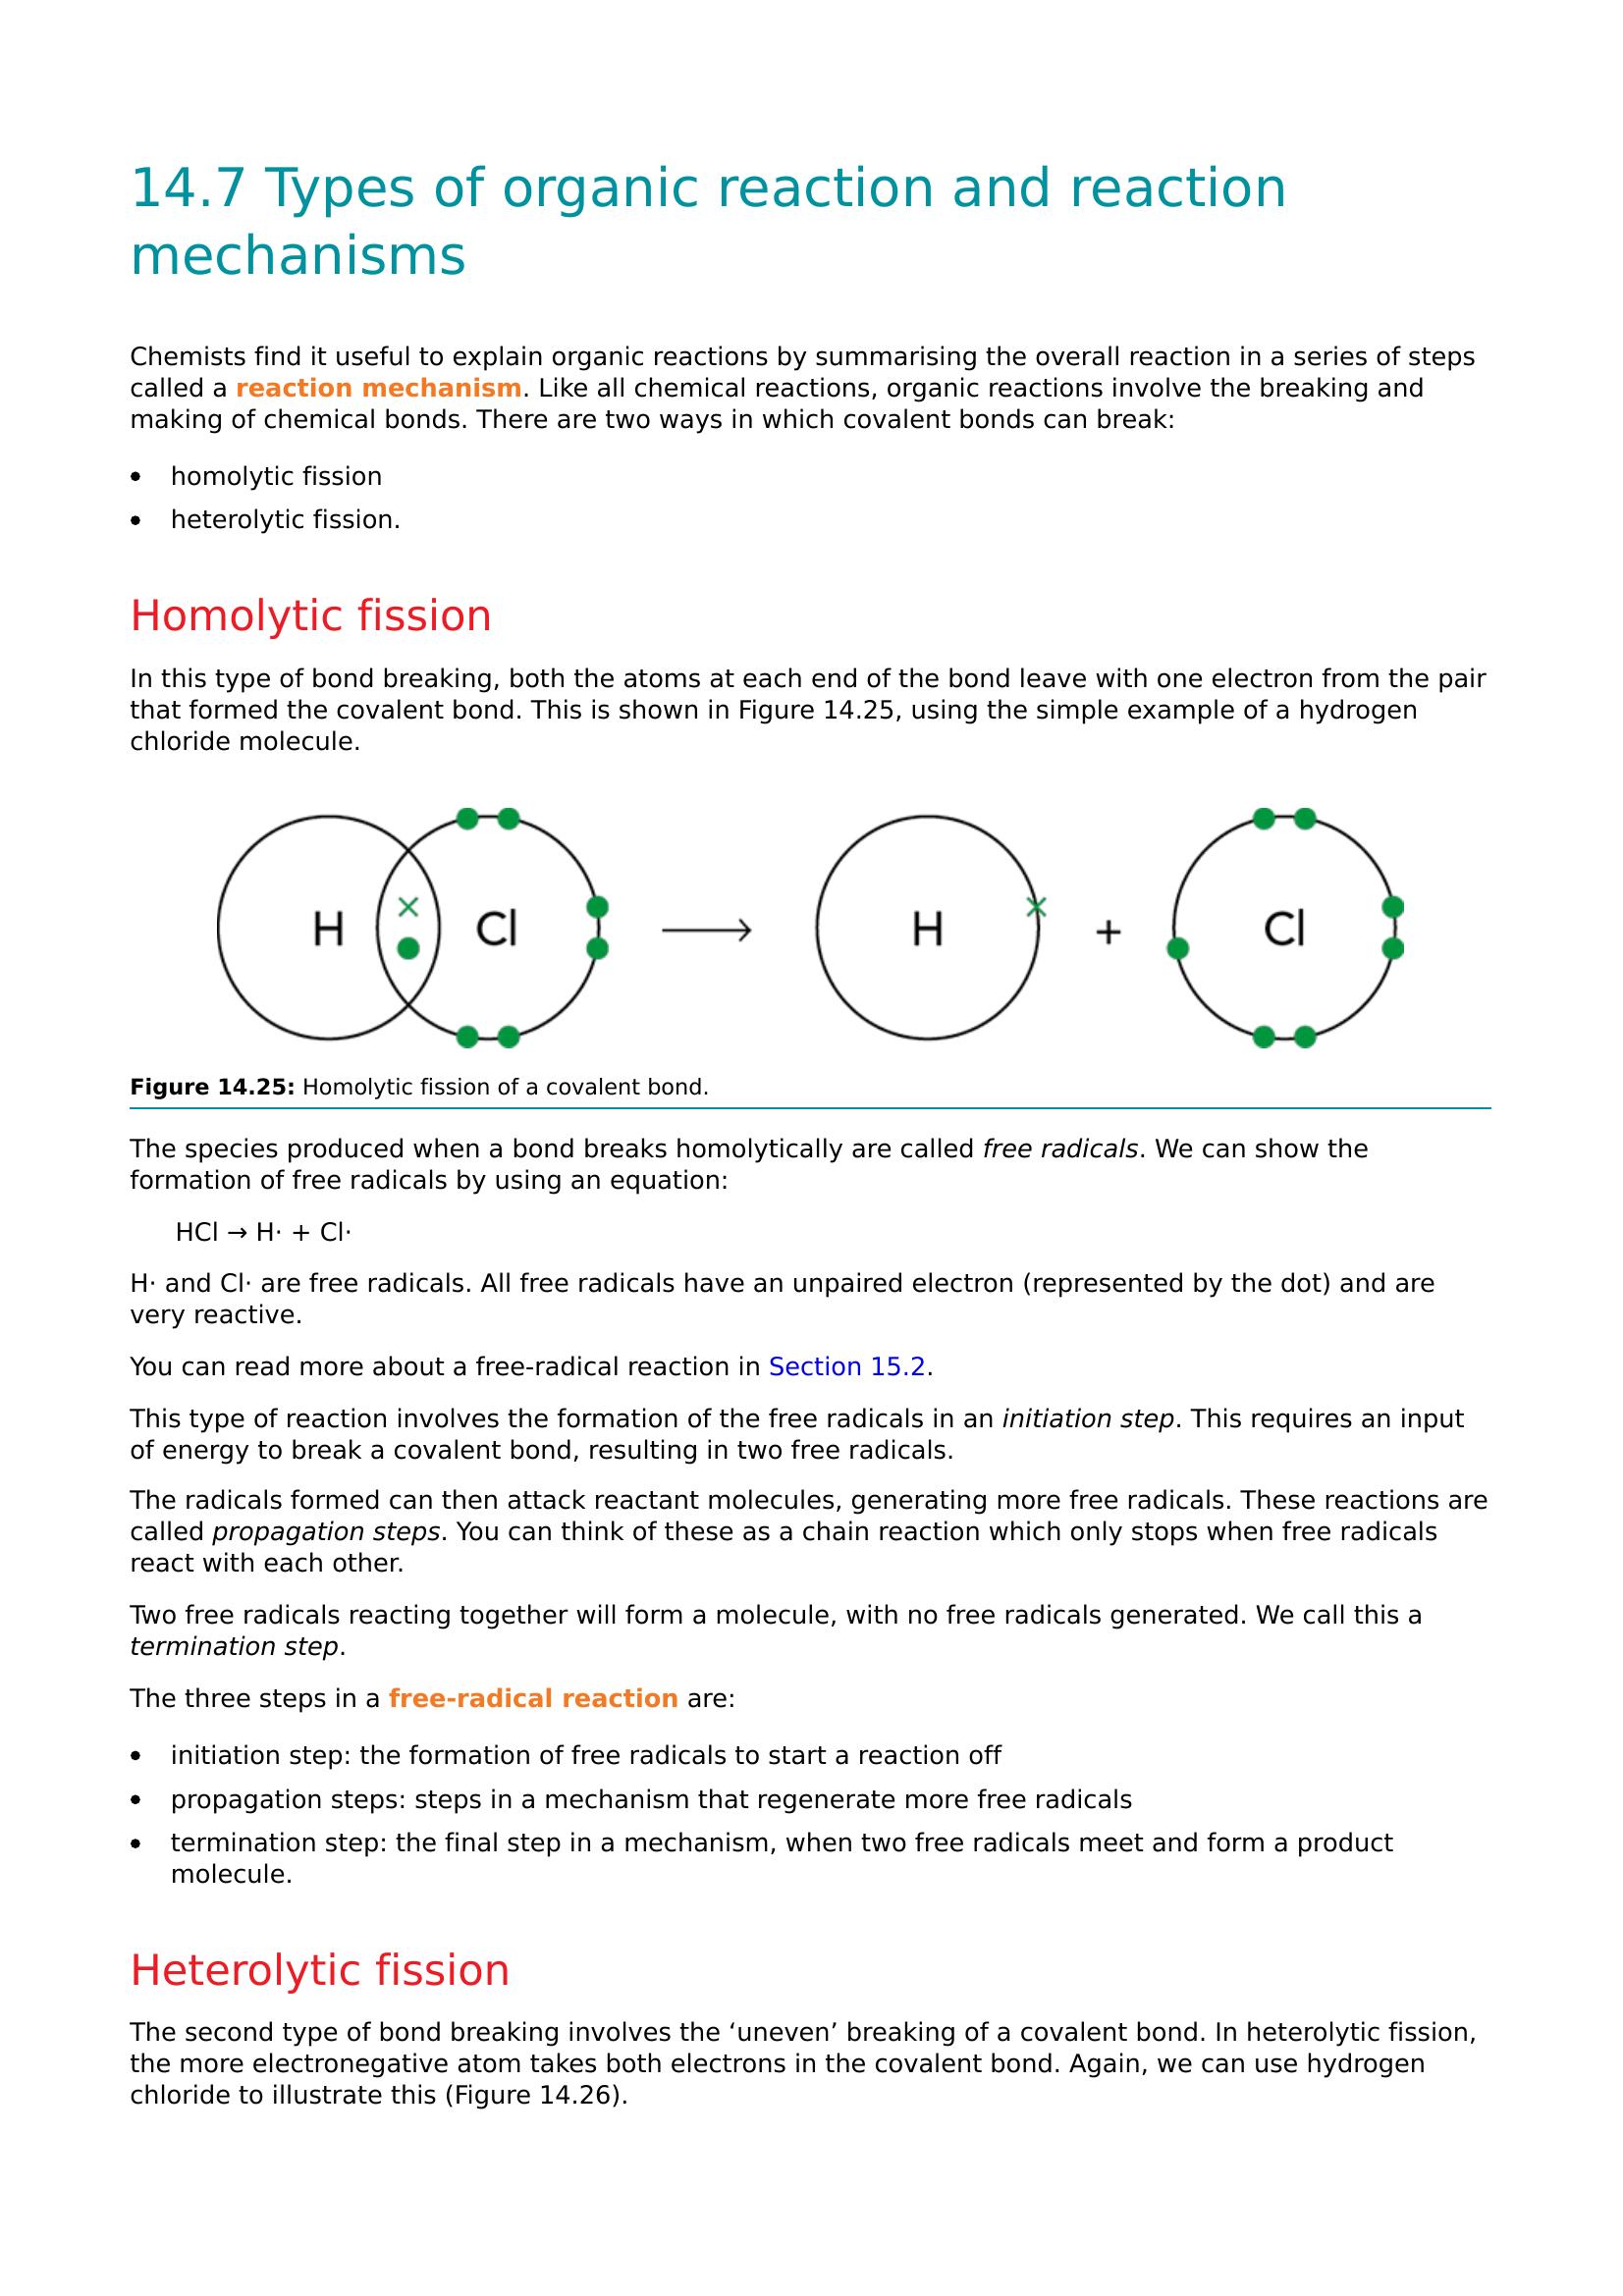 14.7 Types of organic reaction and reaction
mechanisms
Chemists find it useful to explain organic reactions by summarising the overall reaction in a series of steps
called a reaction mechanism. Like all chemical reactions, organic reactions involve the breaking and
making of chemical bonds. There are two ways in which covalent bonds can break:
• homolytic fission
• heterolytic fission.
Homolytic fission
In this type of bond breaking, both the atoms at each end of the bond leave with one electron from the pair
that formed the covalent bond. This is shown in Figure 14.25, using the simple example of a hydrogen
chloride molecule.
H Cl H + Cl
Figure 14.25: Homolytic fission of a covalent bond.
The species produced when a bond breaks homolytically are called free radicals. We can show the
formation of free radicals by using an equation:
HCl → H· + Cl·
H· and Cl· are free radicals. All free radicals have an unpaired electron (represented by the dot) and are
very reactive.
You can read more about a free-radical reaction in Section 15.2.
This type of reaction involves the formation of the free radicals in an initiation step. This requires an input
of energy to break a covalent bond, resulting in two free radicals.
The radicals formed can then attack reactant molecules, generating more free radicals. These reactions are
called propagation steps. You can think of these as a chain reaction which only stops when free radicals
react with each other.
Two free radicals reacting together will form a molecule, with no free radicals generated. We call this a
termination step.
The three steps in a free-radical reaction are:
• initiation step: the formation of free radicals to start a reaction off
• propagation steps: steps in a mechanism that regenerate more free radicals
• termination step: the final step in a mechanism, when two free radicals meet and form a product
molecule.
Heterolytic fission
The second type of bond breaking involves the ‘uneven’ breaking of a covalent bond. In heterolytic fission,
the more electronegative atom takes both electrons in the covalent bond. Again, we can use hydrogen
chloride to illustrate this (Figure 14.26).